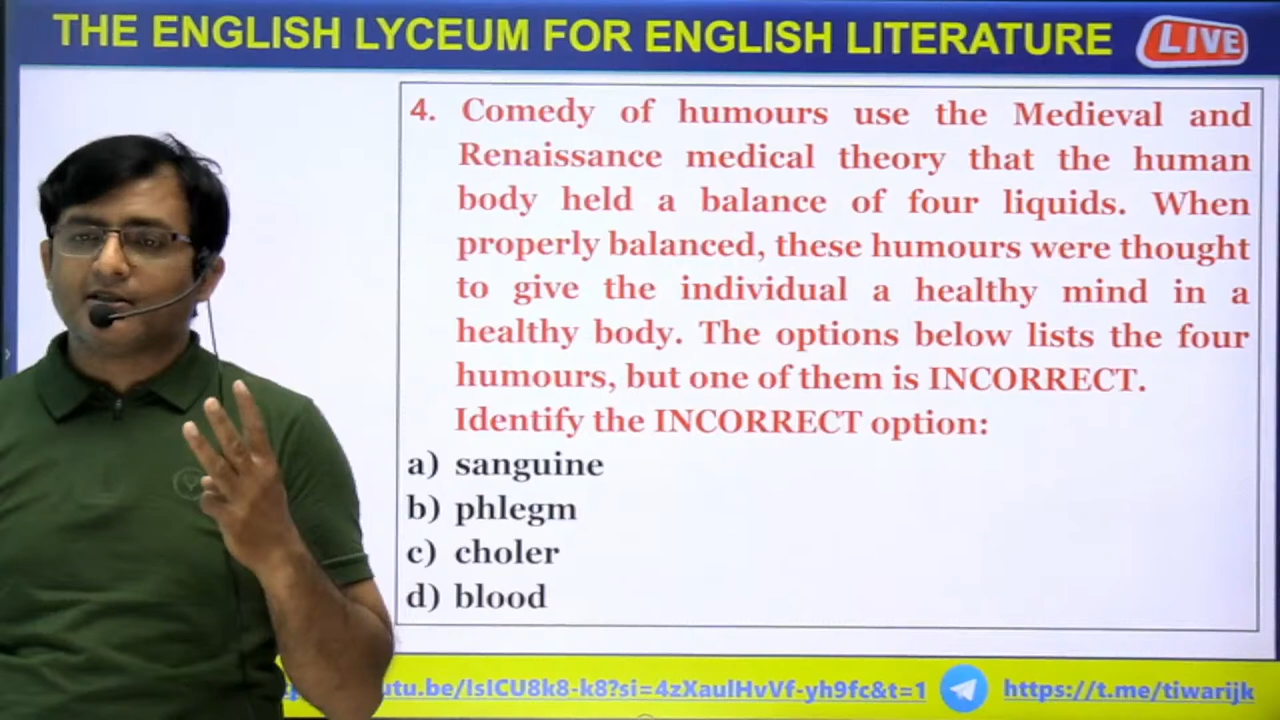 THE ENGLISH LYCEUM FOR ENGLISH LITERATURE
LIVE
4. Comedy of humours use the Medieval and
Renaissance medical theory that the human
body held a balance of four liquids. When
properly balanced, these humours were thought
to give the individual a healthy mind in a
healthy body. The options below lists the four
humours, but one of them is INCORRECT.
Identify the INCORRECT option:
a) sanguine
b) phlegm
c) choler
d) blood
utu.be/IsICU8k8-k8?si=4zXaulHvVf-yh9fc&t=1
https://t.me/tiwarijk